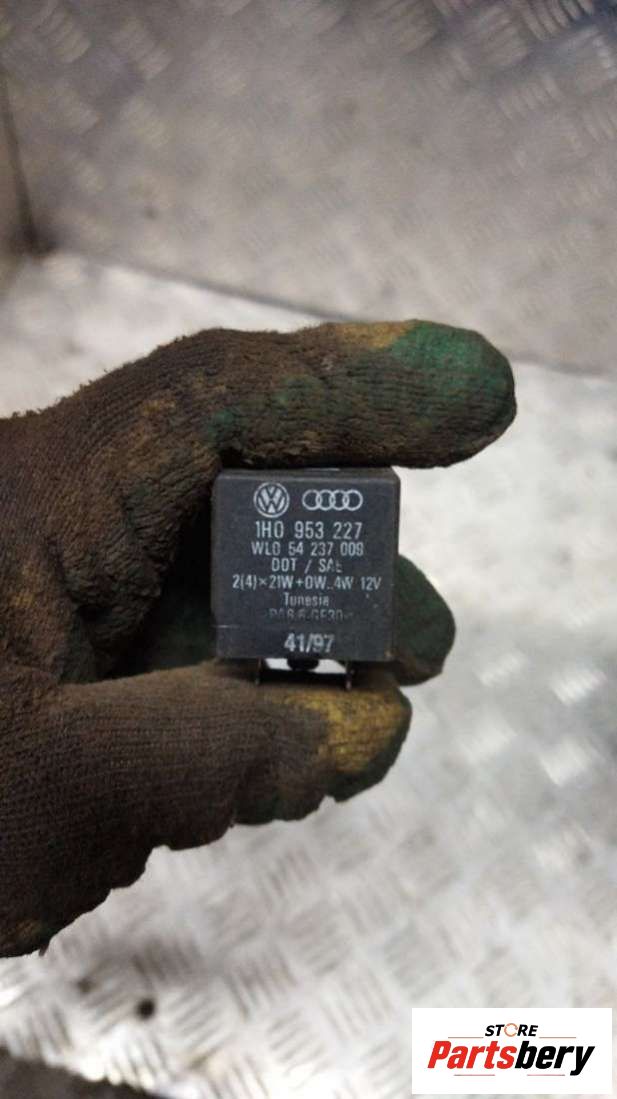 1H0 953 227
WLO 54 237 009
DOT / SAE
2(4)×21W+0W..4W 12V
Tunesia
41/97
STORE
Partsbery